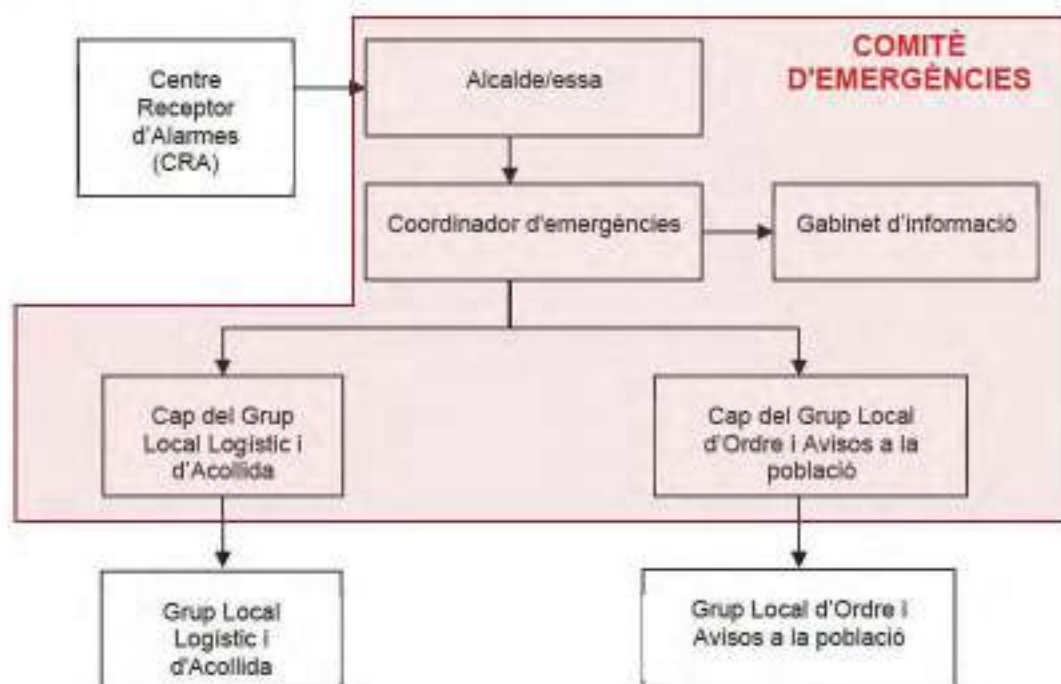 COMITÈ
D'EMERGÈNCIES
Centre
Receptor
d'Alarmes
(CRA)
Alcalde/essa
Coordinador d'emergències
Gabinet d'informació
Cap del Grup
Local Logístic i
d'Acollida
Cap del Grup Local
d'Ordre i Avisos a la
població
Grup Local
Logístic i
d'Acollida
Grup Local d'Ordre i
Avisos a la població